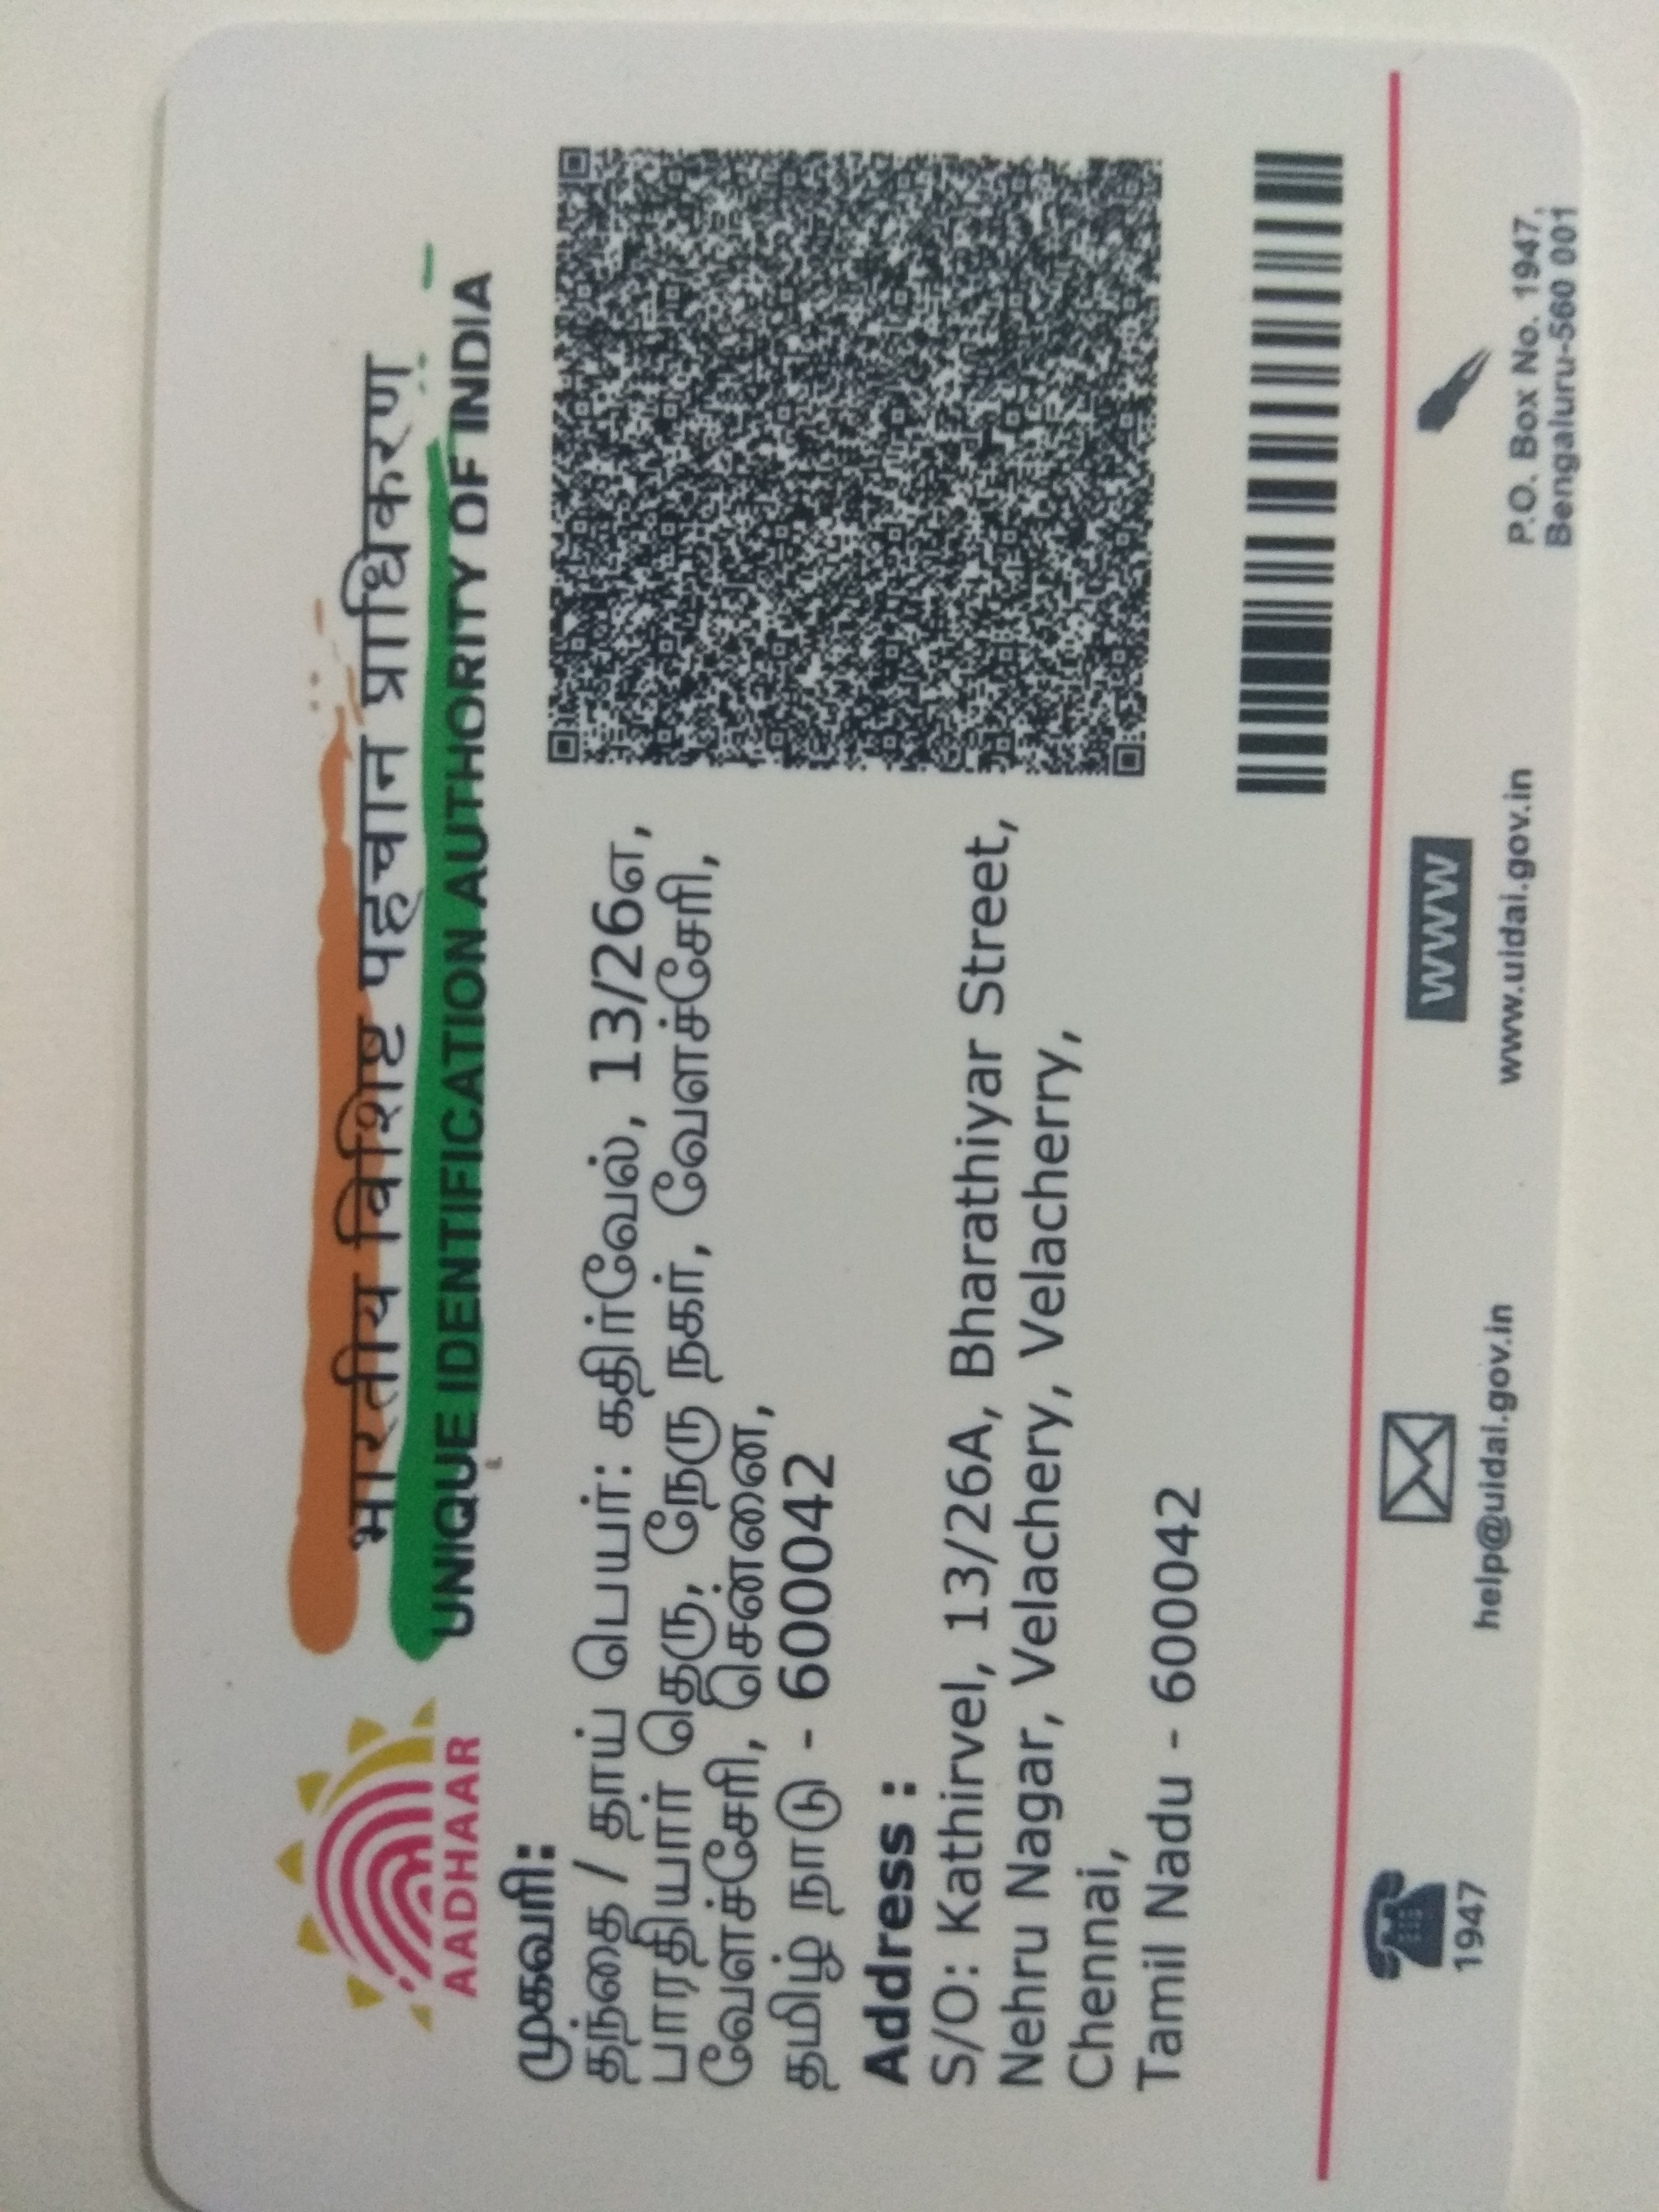 भारतीय विशिष्ट पहचान प्राधिकरण
UNIQUE IDENTIFICATION AUTHORITY OF INDIA
AADHAAR
முகவரி:
தந்தை / தாய் பெயர்: கதிர்வேல், 13/26எ,
பாரதியார் தெரு, நேரு நகர், வேளச்சேரி,
வேளச்சேரி, சென்னை,
தமிழ் நாடு - 600042
Address :
S/O: Kathirvel, 13/26A, Bharathiyar Street,
Nehru Nagar, Velachery, Velachery, Velacherry,
Chennai,
Tamil Nadu - 600042
1947
help@uidai.gov.in
www
www.uidai.gov.in
P.O. Box No. 1947,
Bengaluru-560 001